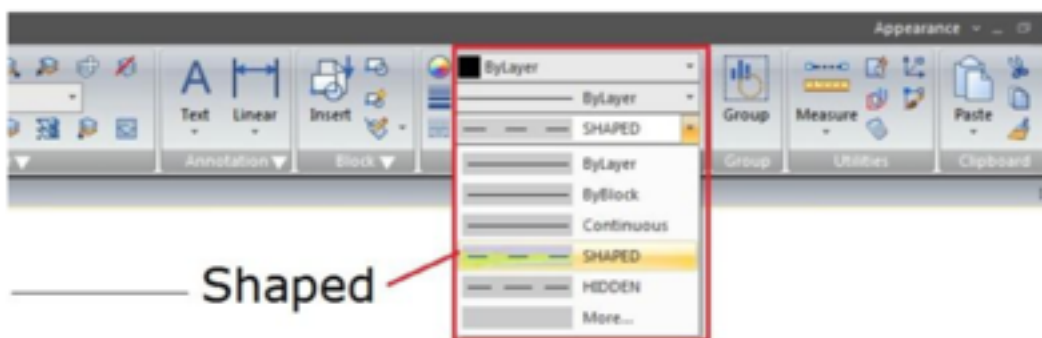 Appearance
ByLayer
ByLayer
SHAPED
Text Linear Insert Group Measure Paste
Annotation Block Group Utilities Clipboard
ByLayer
ByBlock
Continuous
SHAPED
HIDDEN
More...
Shaped